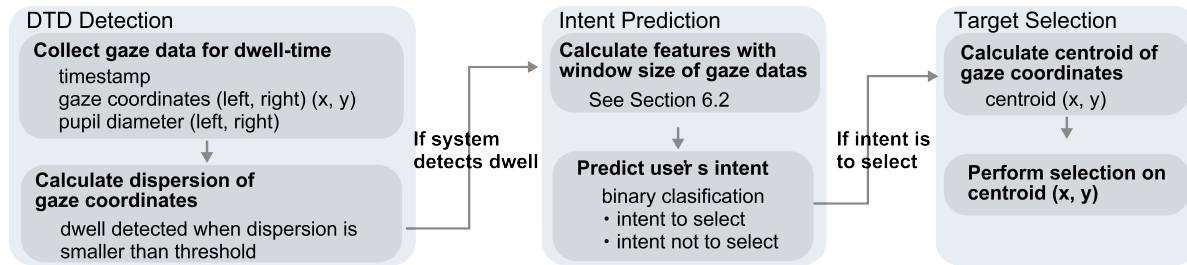 DTD Detection
Collect gaze data for dwell-time
timestamp
gaze coordinates (left, right) (x, y)
pupil diameter (left, right)
Calculate dispersion of
gaze coordinates
dwell detected when dispersion is
smaller than threshold
If system
detects dwell
Intent Prediction
Calculate features with
window size of gaze datas
See Section 6.2
Predict user's intent
binary clasification
・intent to select
・intent not to select
If intent is
to select
Target Selection
Calculate centroid of
gaze coordinates
centroid (x, y)
Perform selection on
centroid (x, y)